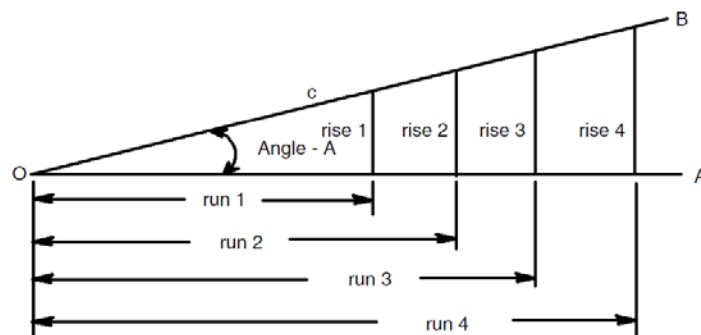 B
c
rise 1 rise 2 rise 3 rise 4
Angle - A
O
A
run 1
run 2
run 3
run 4